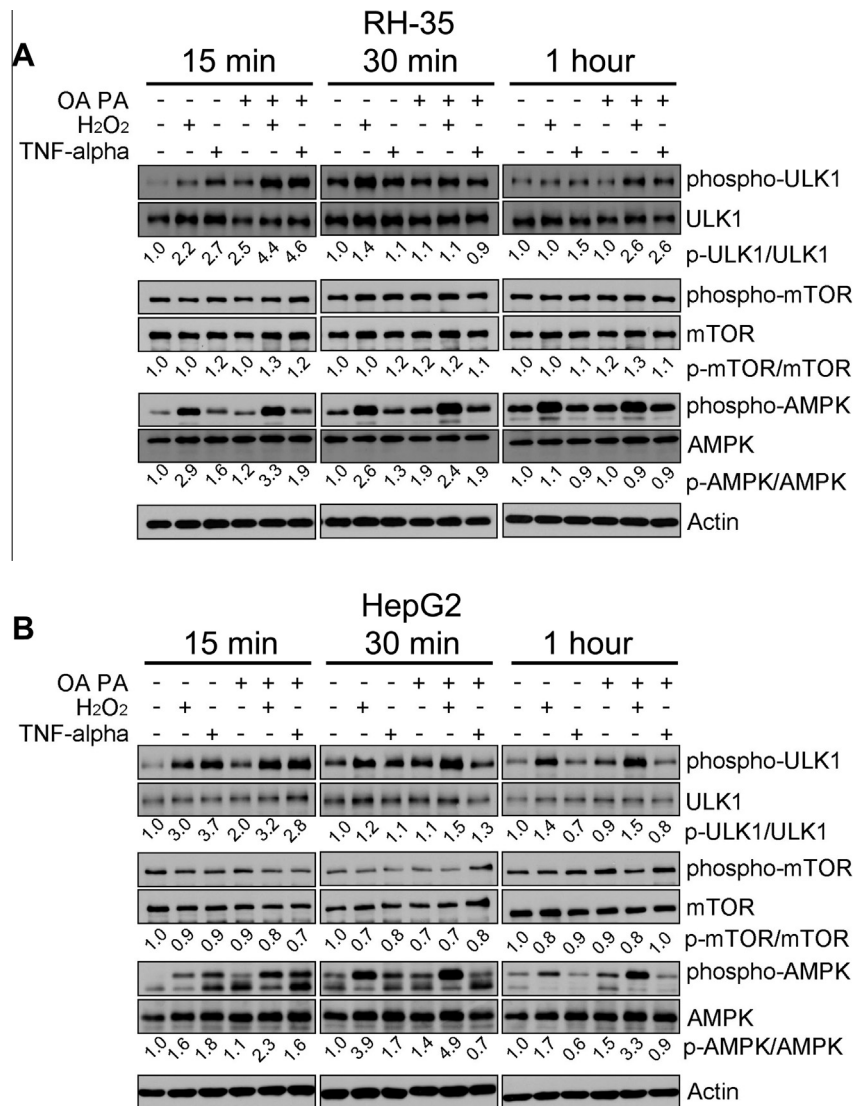 RH-35
A
15 min 30 min 1 hour
OA PA - - - + + + - - - + + + - - - + + +
H2O2 - + - - + - - + - - + - - + - - + -
TNF-alpha - - + - - + - - + - - + - - + - - +
phospho-ULK1
ULK1
1.0 2.2 2.7 2.5 4.4 4.6 1.0 1.4 1.1 1.1 1.1 0.9 1.0 1.0 1.5 1.0 2.6 2.6 p-ULK1/ULK1
phospho-mTOR
mTOR
1.0 1.0 1.2 1.0 1.3 1.2 1.0 1.0 1.2 1.2 1.2 1.1 1.0 1.0 1.1 1.2 1.3 1.1 p-mTOR/mTOR
phospho-AMPK
AMPK
1.0 2.9 1.6 1.2 3.3 1.9 1.0 2.6 1.3 1.9 2.4 1.9 1.0 1.1 0.9 1.0 0.9 0.9 p-AMPK/AMPK
Actin
HepG2
B
15 min 30 min 1 hour
OA PA - - - + + + - - - + + + - - - + + +
H2O2 - + - - + - - + - - + - - + - - + -
TNF-alpha - - + - - + - - + - - + - - + - - +
phospho-ULK1
ULK1
1.0 3.0 3.7 2.0 3.2 2.8 1.0 1.2 1.1 1.1 1.5 1.3 1.0 1.4 0.7 0.9 1.5 0.8 p-ULK1/ULK1
phospho-mTOR
mTOR
1.0 0.9 0.9 0.9 0.8 0.7 1.0 0.7 0.8 0.7 0.7 0.8 1.0 0.8 0.9 0.9 0.8 1.0 p-mTOR/mTOR
phospho-AMPK
AMPK
1.0 1.6 1.8 1.1 2.3 1.6 1.0 3.9 1.7 1.4 4.9 0.7 1.0 1.7 0.6 1.5 3.3 0.9 p-AMPK/AMPK
Actin